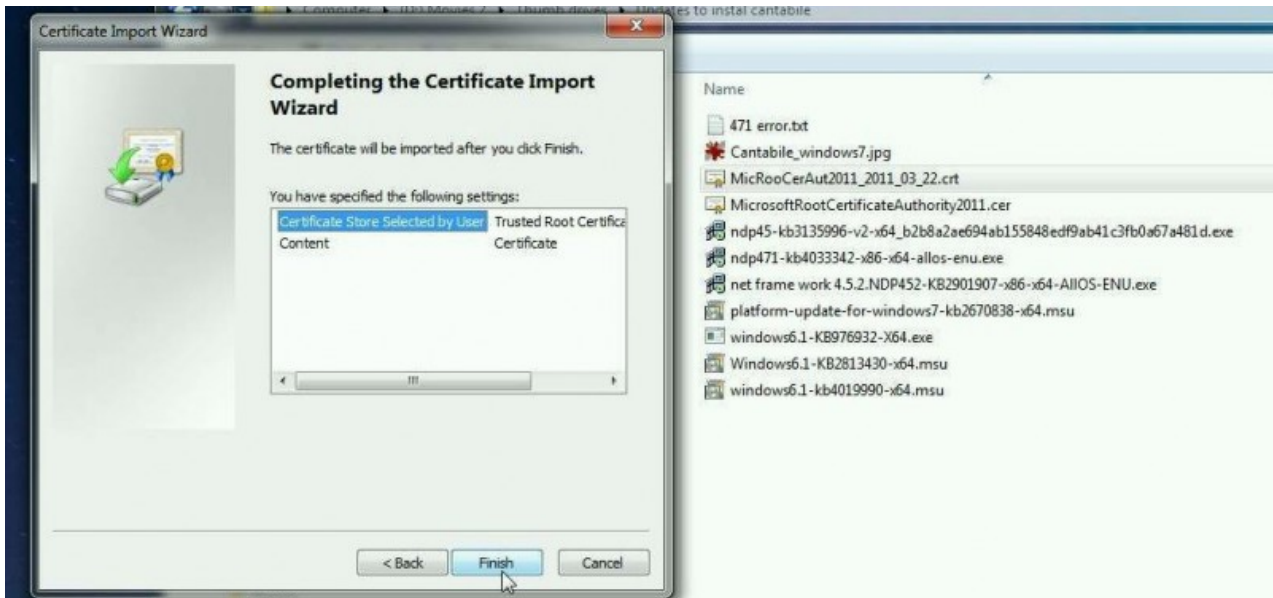 Computer ▸ (D:) Movies 2 ▸ Thumb drives ▸ Updates to instal cantabile
Certificate Import Wizard
Completing the Certificate Import
Wizard
The certificate will be imported after you click Finish.
You have specified the following settings:
Certificate Store Selected by User Trusted Root Certifica
Content Certificate
< Back Finish Cancel
Name
471 error.txt
Cantabile_windows7.jpg
MicRooCerAut2011_2011_03_22.crt
MicrosoftRootCertificateAuthority2011.cer
ndp45-kb3135996-v2-x64_b2b8a2ae694ab155848edf9ab41c3fb0a67a481d.exe
ndp471-kb4033342-x86-x64-allos-enu.exe
net frame work 4.5.2.NDP452-KB2901907-x86-x64-AllOS-ENU.exe
platform-update-for-windows7-kb2670838-x64.msu
windows6.1-KB976932-X64.exe
Windows6.1-KB2813430-x64.msu
windows6.1-kb4019990-x64.msu